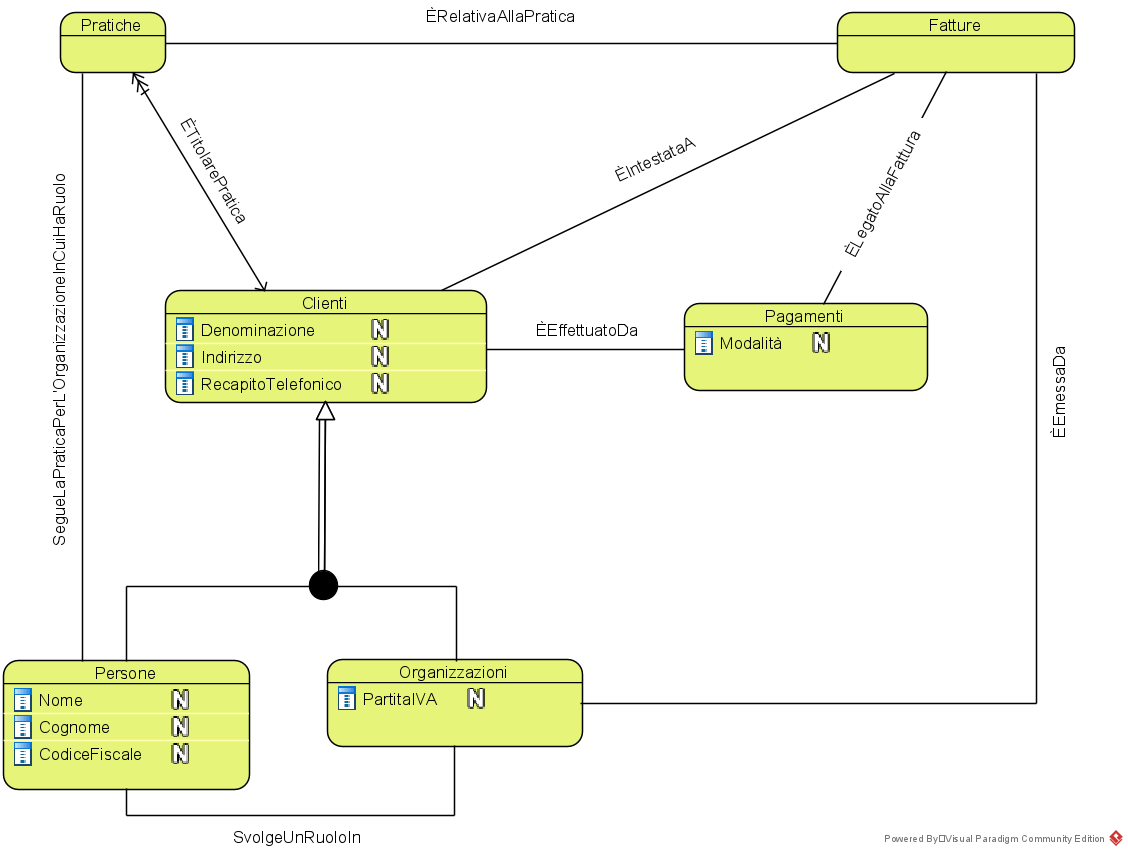 ÈRelativaAllaPratica
Pratiche
Fatture
ÈTitolarePratica
ÈIntestataA
ÈLegatoAllaFattura
SegueLaPraticaPerL'OrganizzazioneInCuiHaRuolo
Clienti
Denominazione N
Indirizzo N
RecapitoTelefonico N
ÈEffettuatoDa
Pagamenti
Modalità N
ÈEmessaDa
Persone
Nome N
Cognome N
CodiceFiscale N
Organizzazioni
PartitaIVA N
SvolgeUnRuoloIn
Powered By Visual Paradigm Community Edition